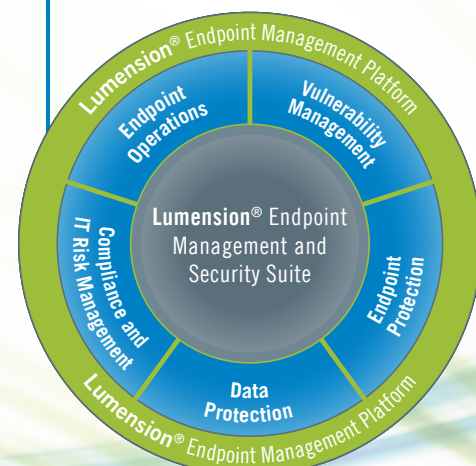 Lumension® Endpoint Management Platform
Endpoint
Operations
Vulnerability
Management
Lumension® Endpoint
Management and
Security Suite
Compliance and
IT Risk Management
Endpoint
Protection
Data
Protection
Lumension® Endpoint Management Platform